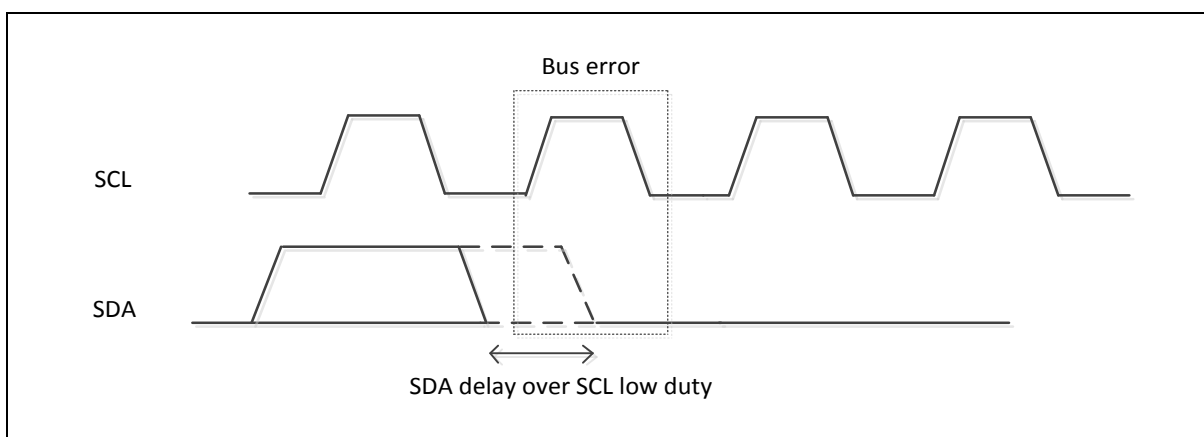 Bus error
SCL
SDA
SDA delay over SCL low duty